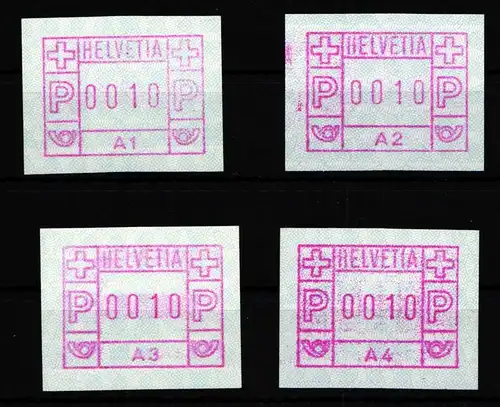 HELVETIA
P 0010 P
A1
HELVETIA
P 0010 P
A2
HELVETIA
P 0010 P
A3
HELVETIA
P 0010 P
A4